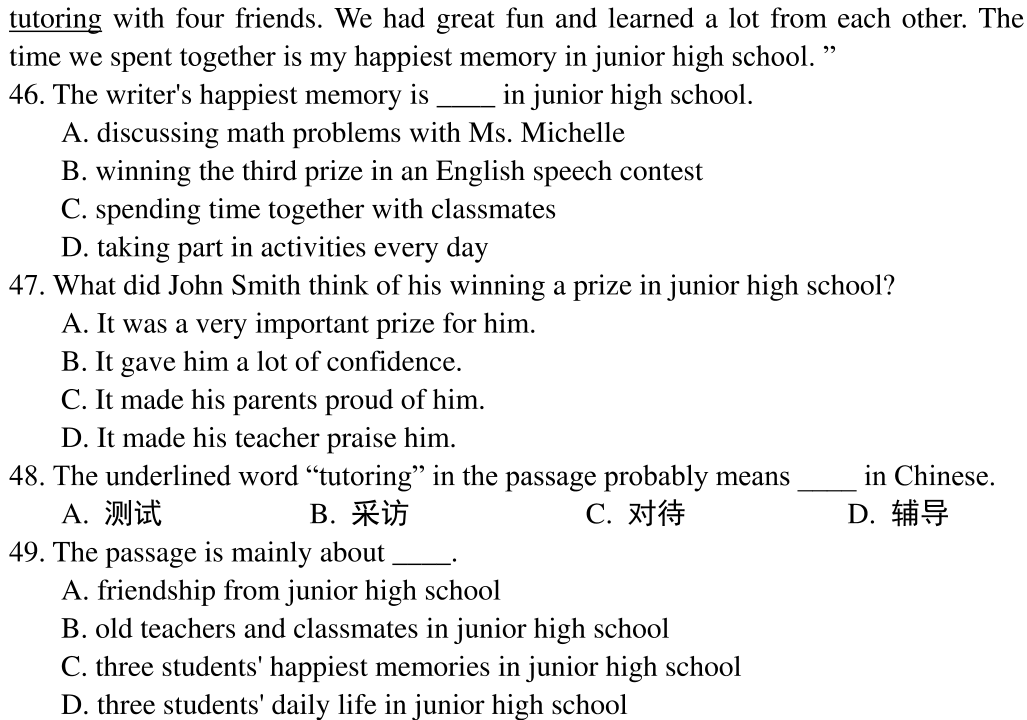 tutoring with four friends. We had great fun and learned a lot from each other. The
time we spent together is my happiest memory in junior high school. ”
46. The writer's happiest memory is ____ in junior high school.
A. discussing math problems with Ms. Michelle
B. winning the third prize in an English speech contest
C. spending time together with classmates
D. taking part in activities every day
47. What did John Smith think of his winning a prize in junior high school?
A. It was a very important prize for him.
B. It gave him a lot of confidence.
C. It made his parents proud of him.
D. It made his teacher praise him.
48. The underlined word “tutoring” in the passage probably means ____ in Chinese.
A. 测试 B. 采访 C. 对待 D. 辅导
49. The passage is mainly about ____.
A. friendship from junior high school
B. old teachers and classmates in junior high school
C. three students' happiest memories in junior high school
D. three students' daily life in junior high school